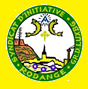 SYNDICAT D'INITIATIVE
RODANGE